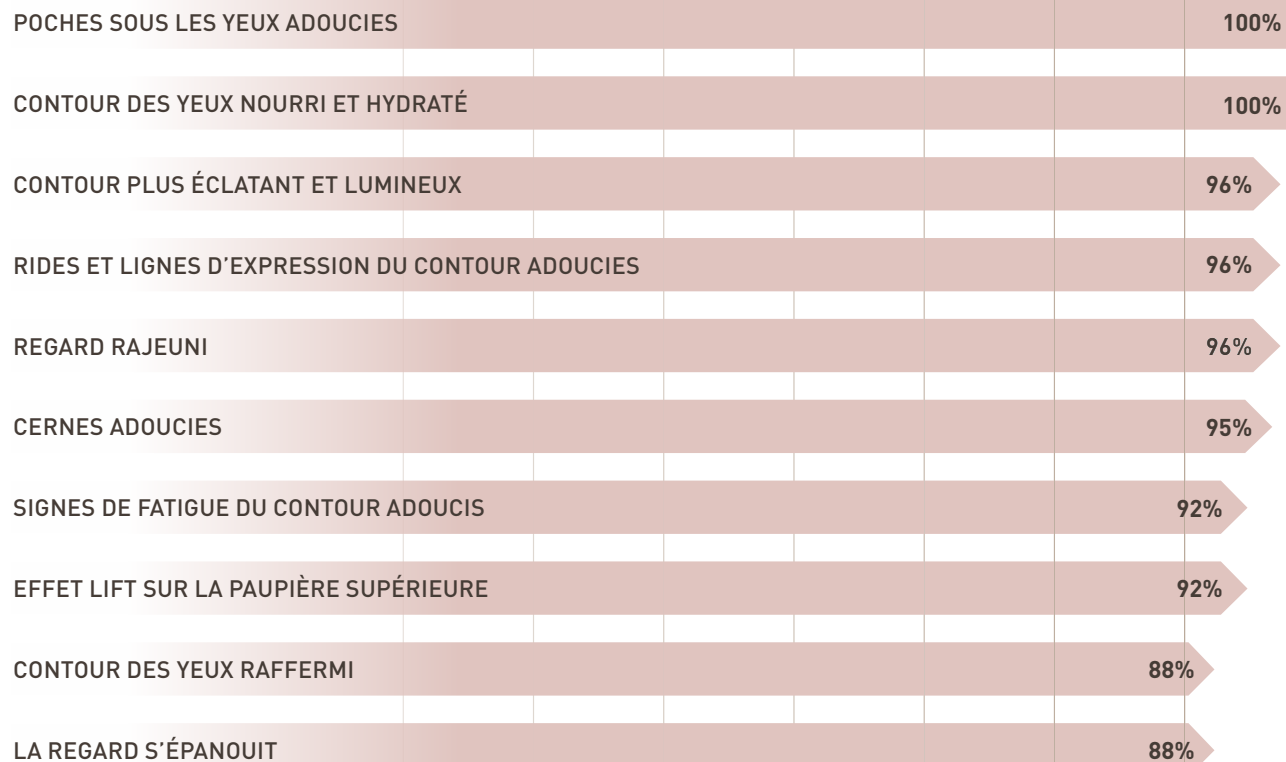 POCHES SOUS LES YEUX ADOUCIES 100%
CONTOUR DES YEUX NOURRI ET HYDRATÉ 100%
CONTOUR PLUS ÉCLATANT ET LUMINEUX 96%
RIDES ET LIGNES D’EXPRESSION DU CONTOUR ADOUCIES 96%
REGARD RAJEUNI 96%
CERNES ADOUCIES 95%
SIGNES DE FATIGUE DU CONTOUR ADOUCIS 92%
EFFET LIFT SUR LA PAUPIÈRE SUPÉRIEURE 92%
CONTOUR DES YEUX RAFFERMI 88%
LA REGARD S’ÉPANOUIT 88%